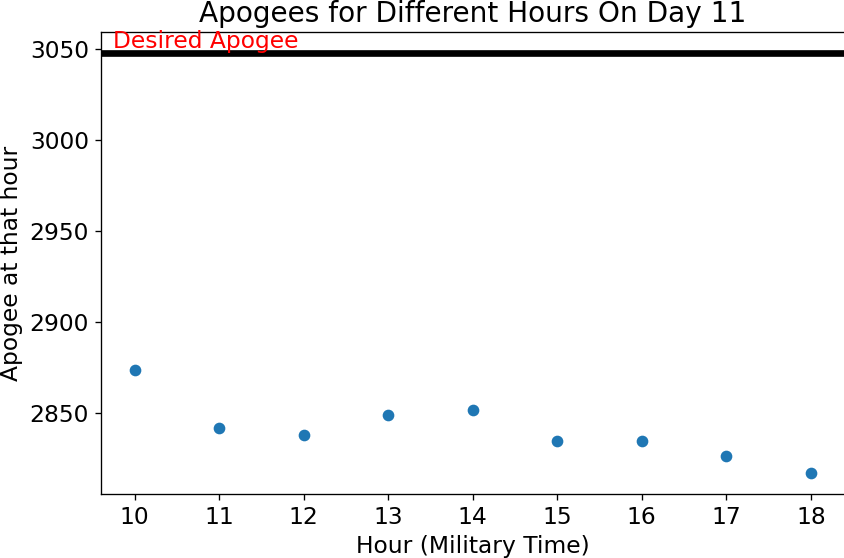 Apogees for Different Hours On Day 11
Desired Apogee
3050
3000
2950
2900
2850
Apogee at that hour
10 11 12 13 14 15 16 17 18
Hour (Military Time)